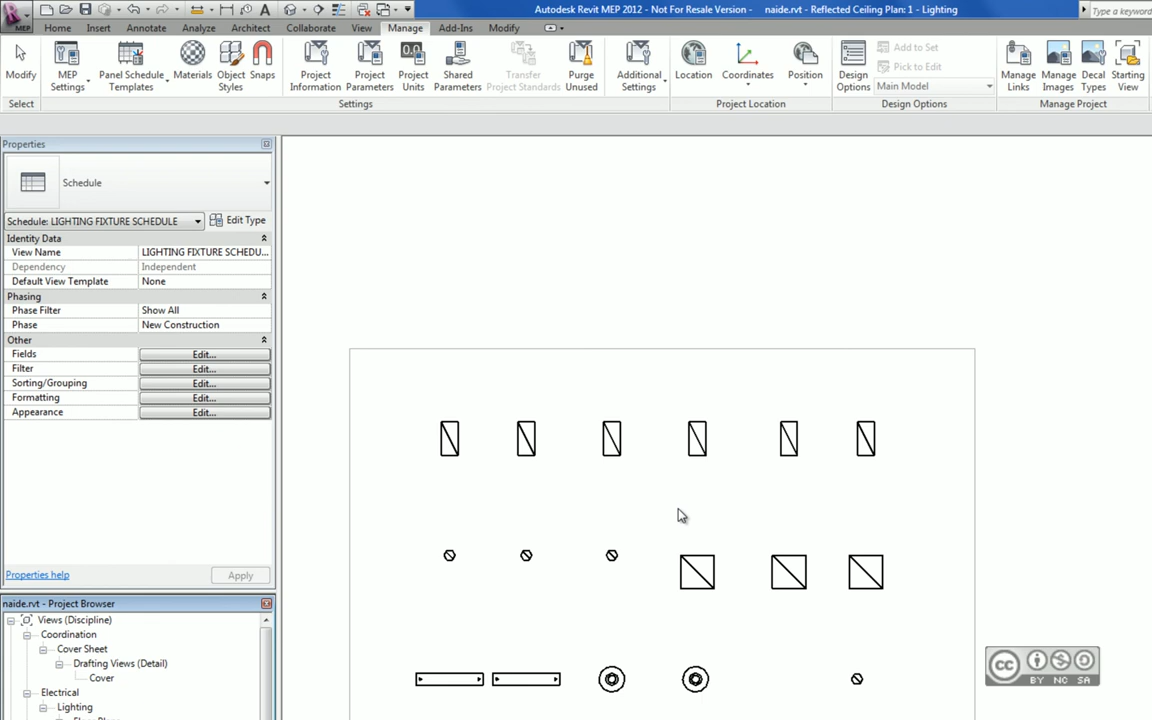 Autodesk Revit MEP 2012 - Not For Resale Version - naide.rvt - Reflected Ceiling Plan: 1 - Lighting
Type a keyword
MEP
Home Insert Annotate Analyze Architect Collaborate View Manage Add-Ins Modify
Modify
MEP Settings
Panel Schedule Templates
Materials
Object Styles
Snaps
Project Information
Project Parameters
Project Units
Shared Parameters
Transfer Project Standards
Purge Unused
Additional Settings
Location
Coordinates
Position
Design Options
Add to Set
Pick to Edit
Main Model
Manage Links
Manage Images
Decal Types
Starting View
Select
Settings
Project Location
Design Options
Manage Project
Properties
Schedule
Schedule: LIGHTING FIXTURE SCHEDULE
Edit Type
Identity Data
View Name LIGHTING FIXTURE SCHEDU...
Dependency Independent
Default View Template None
Phasing
Phase Filter Show All
Phase New Construction
Other
Fields Edit...
Filter Edit...
Sorting/Grouping Edit...
Formatting Edit...
Appearance Edit...
Properties help
Apply
naide.rvt - Project Browser
Views (Discipline)
Coordination
Cover Sheet
Drafting Views (Detail)
Cover
Electrical
Lighting
cc
BY NC SA